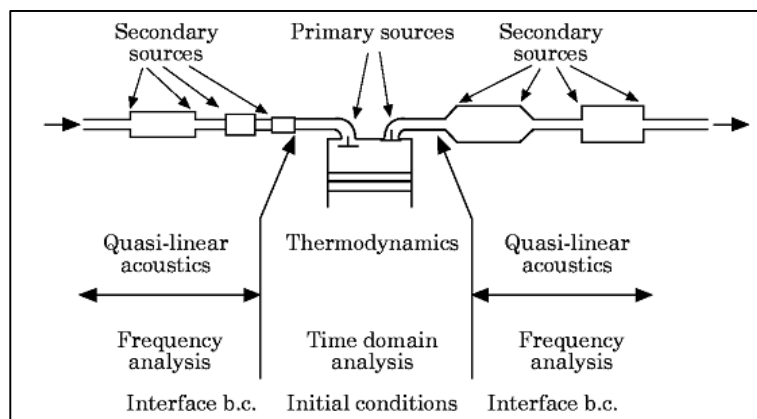 Secondary
sources
Primary sources
Secondary
sources
Quasi-linear
acoustics
Thermodynamics
Quasi-linear
acoustics
Frequency
analysis
Time domain
analysis
Frequency
analysis
Interface b.c.
Initial conditions
Interface b.c.